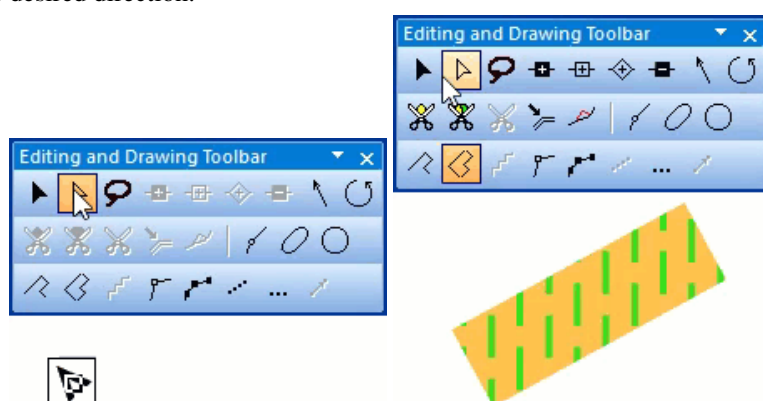 desired direction.
Editing and Drawing Toolbar
Editing and Drawing Toolbar